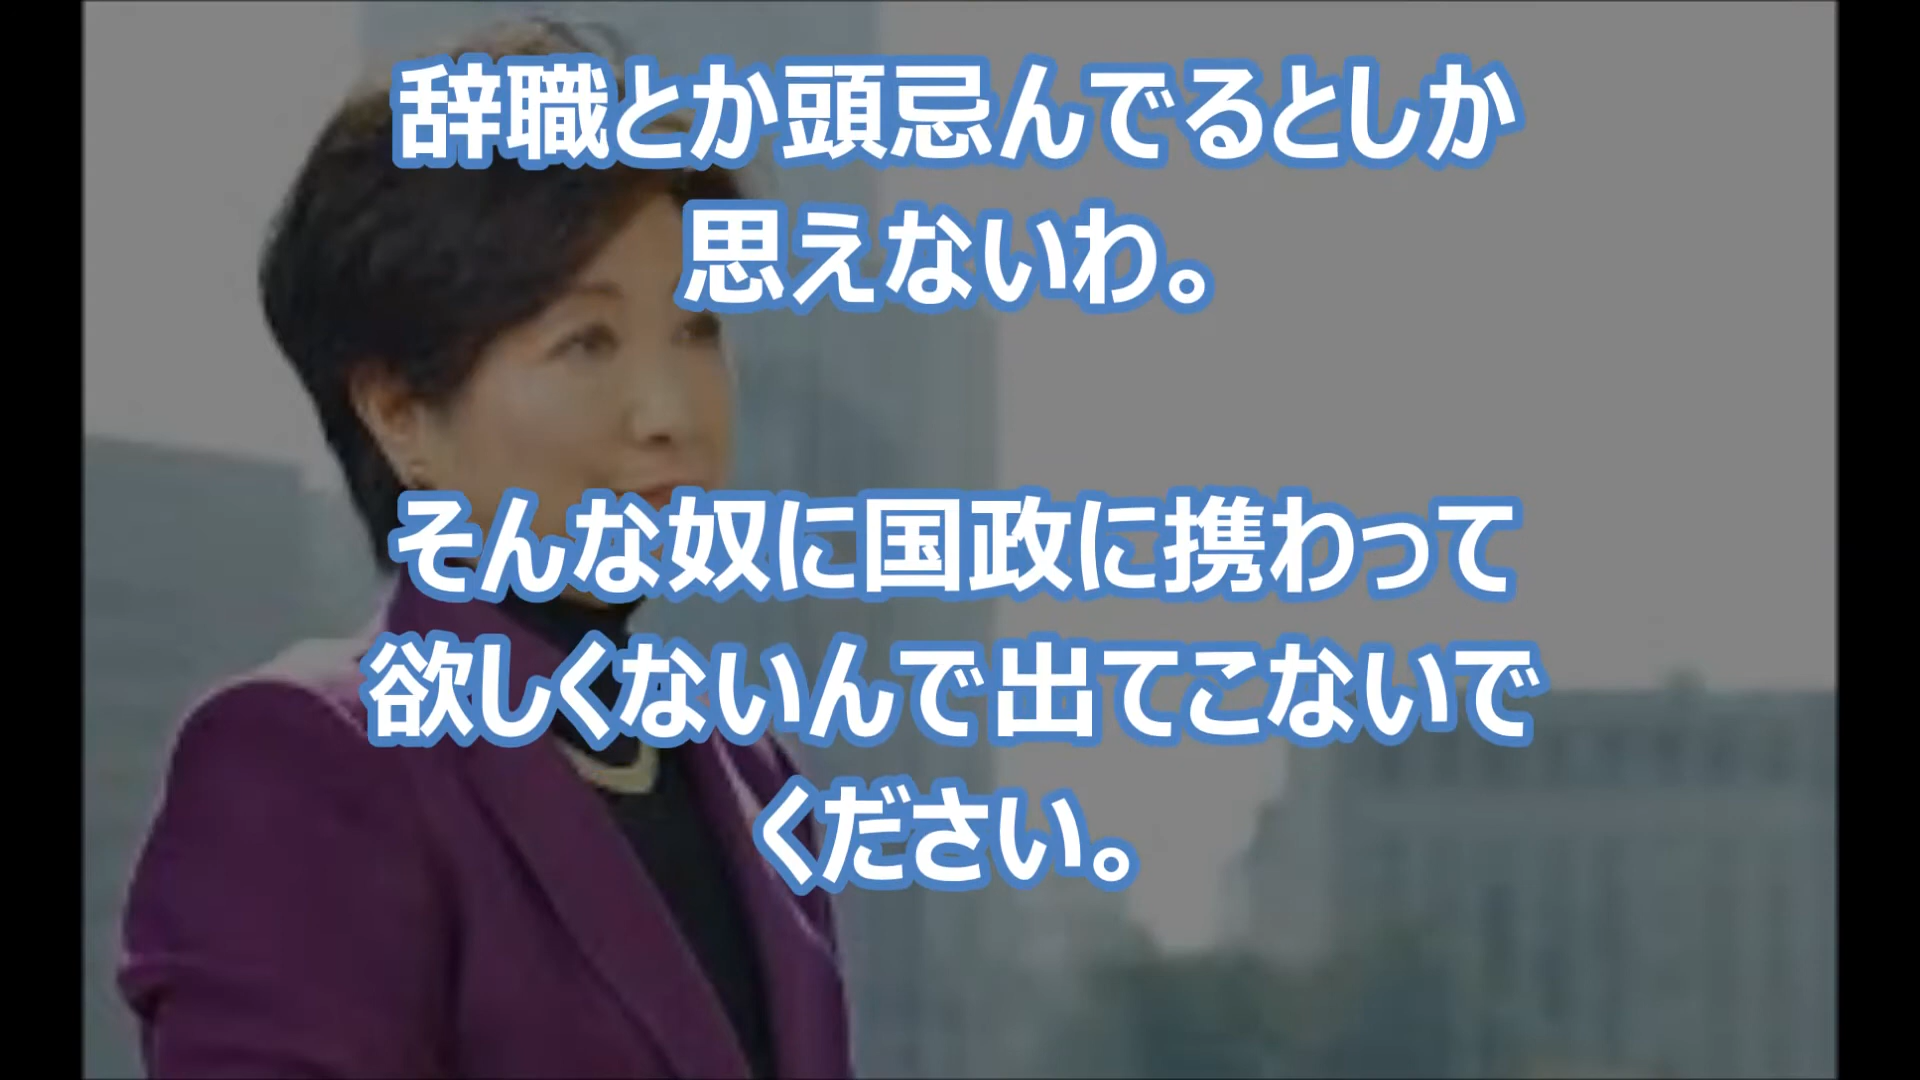 辞職とか頭忌んでるとしか
思えないわ。
そんな奴に国政に携わって
欲しくないんで出てこないで
ください。